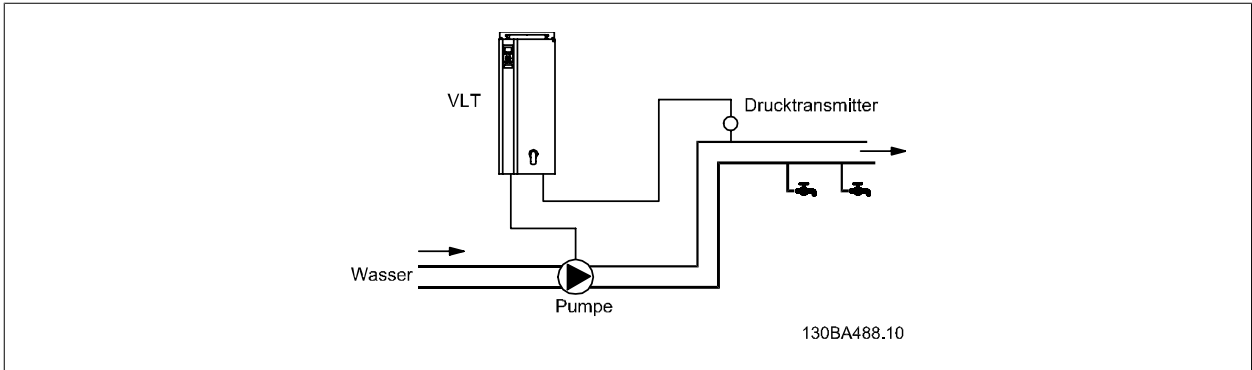 VLT
Drucktransmitter
Wasser
Pumpe
130BA488.10